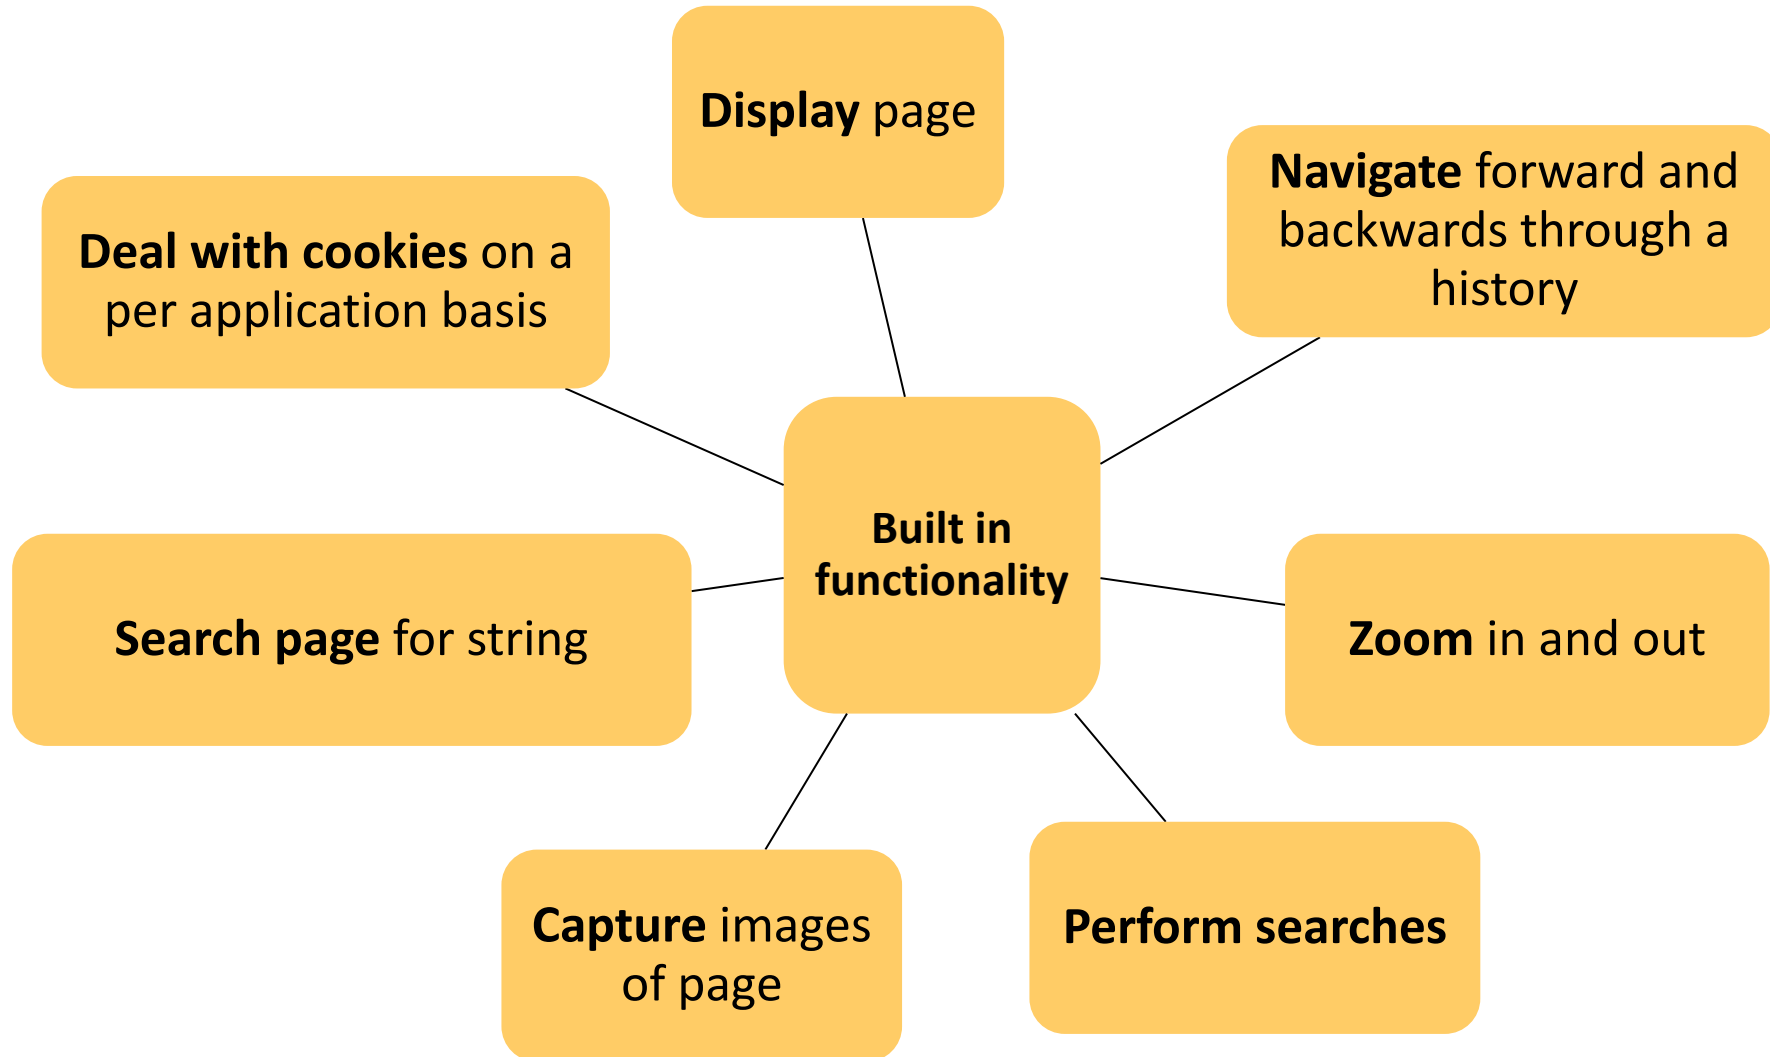 Display page
Navigate forward and
backwards through a
history
Deal with cookies on a
per application basis
Built in
functionality
Search page for string
Zoom in and out
Capture images
of page
Perform searches